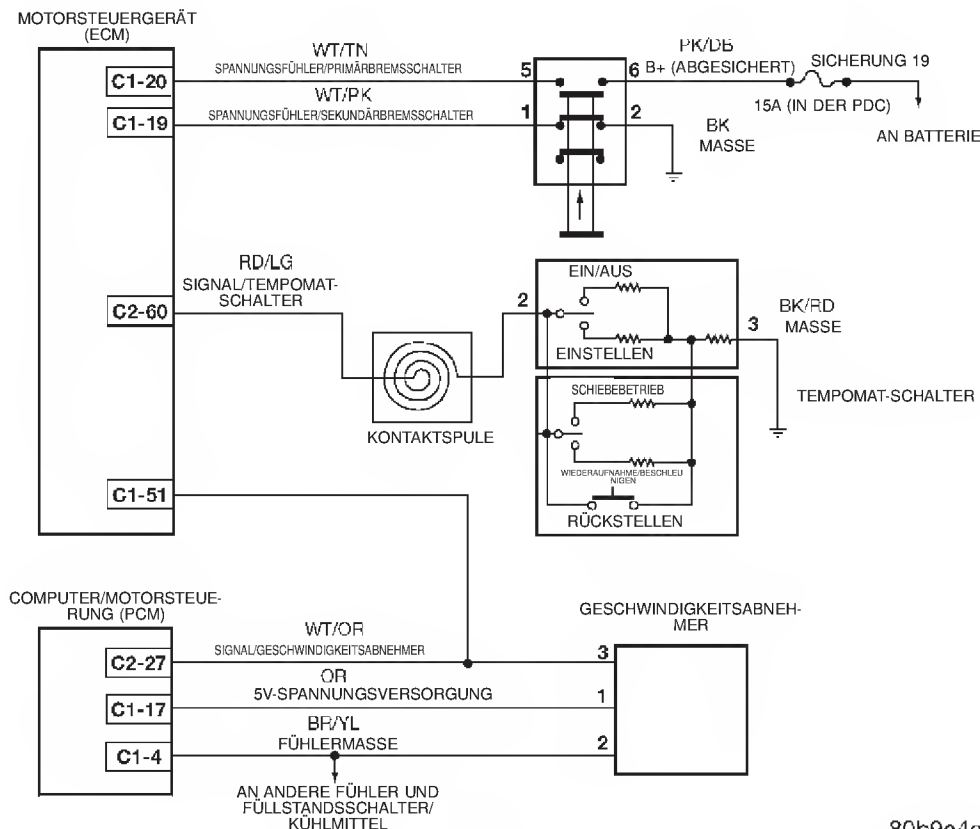 MOTORSTEUERGERÄT
(ECM)
C1-20
WT/TN
SPANNUNGSFÜHLER/PRIMÄRBREMSSCHALTER
5
6
PK/DB
B+ (ABGESICHERT)
SICHERUNG 19
15A (IN DER PDC)
AN BATTERIE
C1-19
WT/PK
SPANNUNGSFÜHLER/SEKUNDÄRBREMSSCHALTER
1
2
BK
MASSE
C2-60
RD/LG
SIGNAL/TEMPOMAT-
SCHALTER
KONTAKTSPULE
2
EIN/AUS
EINSTELLEN
3
BK/RD
MASSE
TEMPOMAT-SCHALTER
SCHIEBEBETRIEB
WIEDERAUFNAHME/BESCHLEU
NIGEN
RÜCKSTELLEN
C1-51
COMPUTER/MOTORSTEUE-
RUNG (PCM)
GESCHWINDIGKEITSABNEH-
MER
C2-27
WT/OR
SIGNAL/GESCHWINDIGKEITSABNEHMER
3
C1-17
OR
5V-SPANNUNGSVERSORGUNG
1
C1-4
BR/YL
FÜHLERMASSE
2
AN ANDERE FÜHLER UND
FÜLLSTANDSSCHALTER/
KÜHLMITTEL